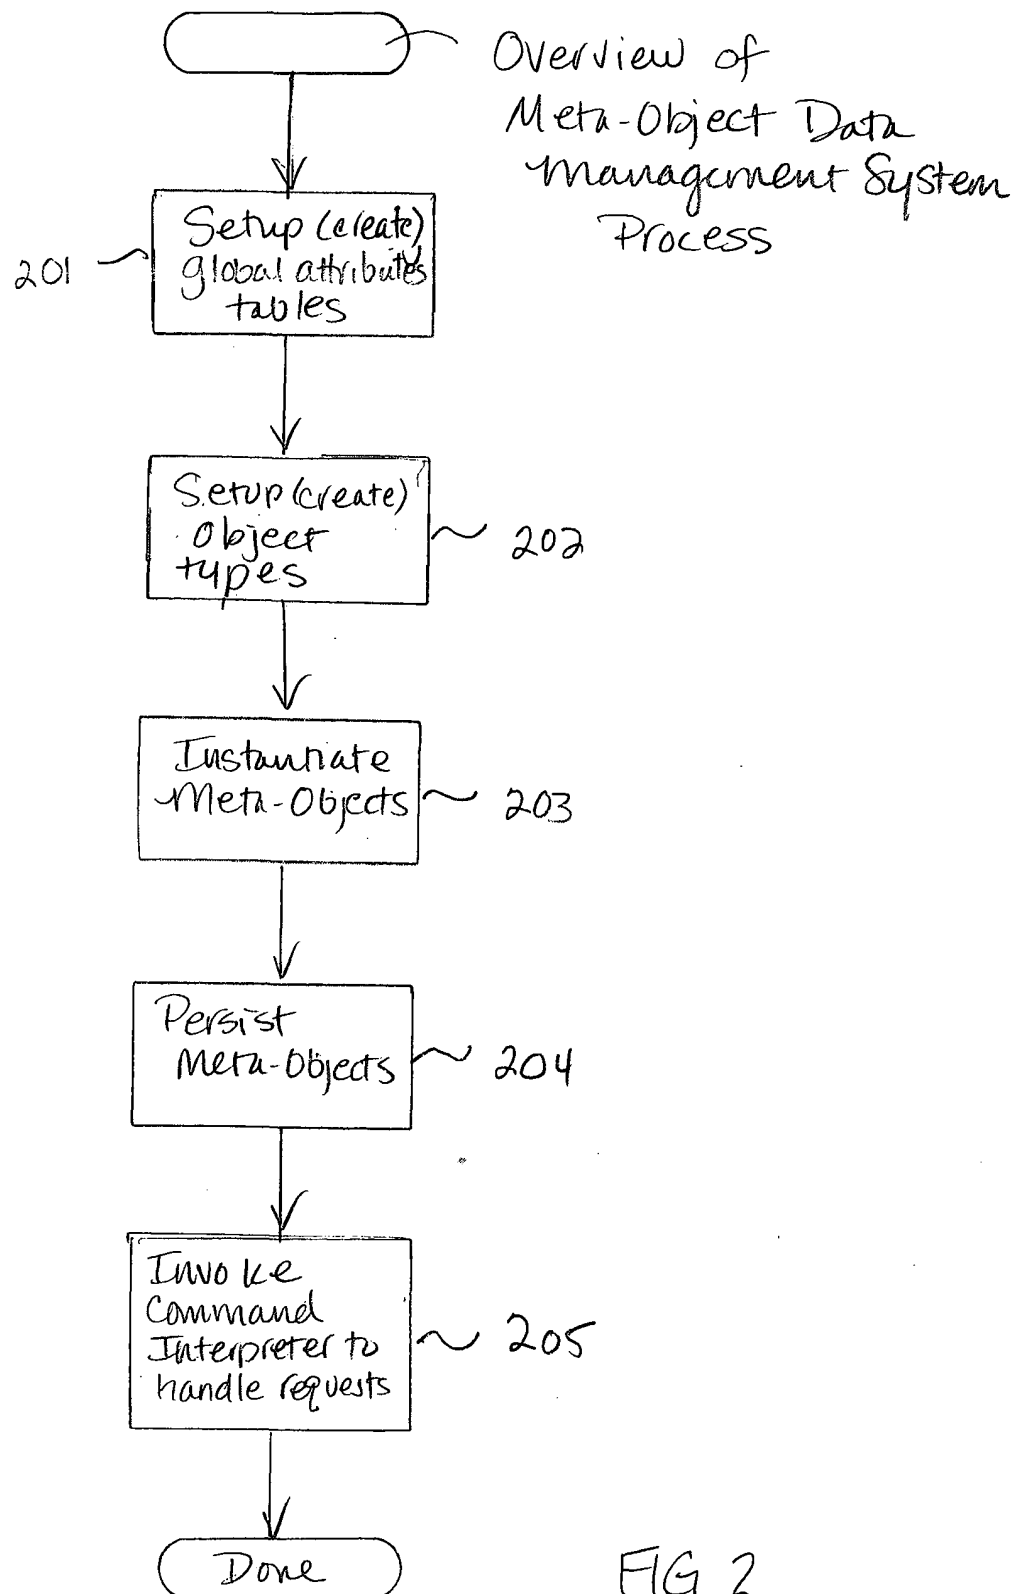 Overview of
Meta-Object Data
Management System
Process
Setup (create)
global attributes
tables
201
Setup (create)
Object
types
202
Instantiate
Meta-Objects
203
Persist
Meta-Objects
204
Invoke
Command
Interpreter to
handle requests
205
Done
FIG 2